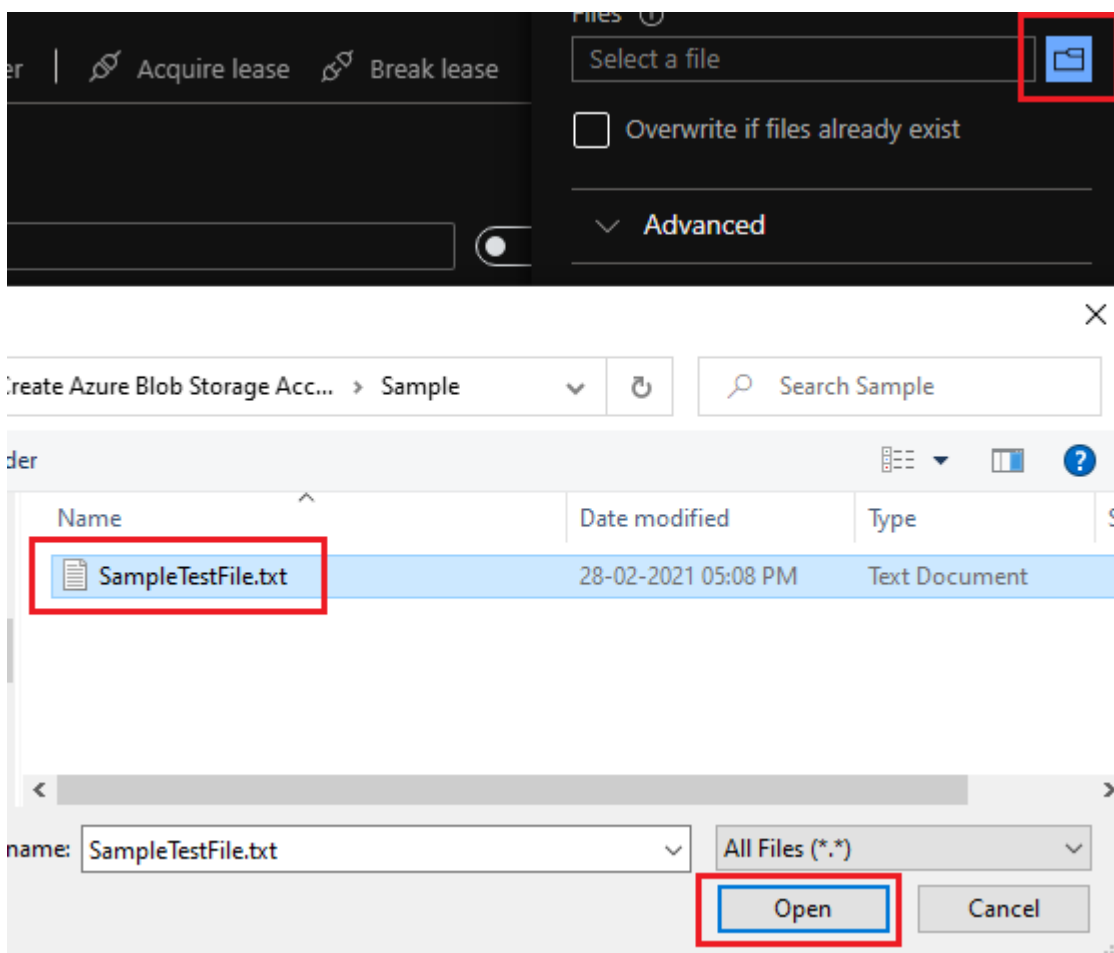 Files
er | Acquire lease Break lease
Select a file
Overwrite if files already exist
Advanced
Create Azure Blob Storage Acc... > Sample
Search Sample
der
?
Name Date modified Type S
SampleTestFile.txt 28-02-2021 05:08 PM Text Document
name: SampleTestFile.txt All Files (*.*)
Open Cancel